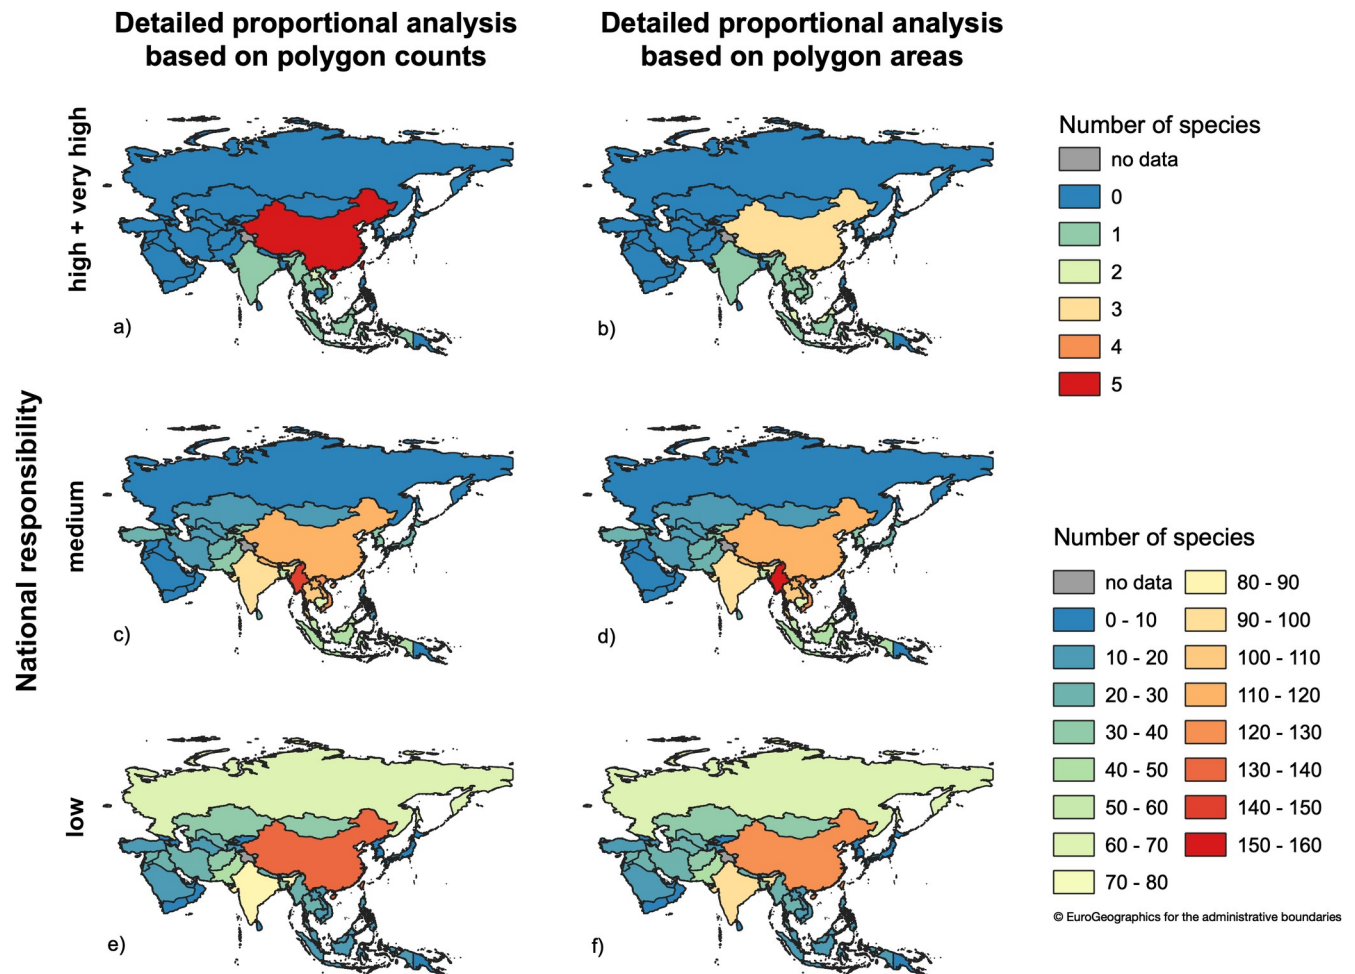 Detailed proportional analysis
based on polygon counts
Detailed proportional analysis
based on polygon areas
National responsibility
high + very high
a)
b)
medium
c)
d)
low
e)
f)
Number of species
no data
0
1
2
3
4
5
Number of species
no data
0 - 10
10 - 20
20 - 30
30 - 40
40 - 50
50 - 60
60 - 70
70 - 80
80 - 90
90 - 100
100 - 110
110 - 120
120 - 130
130 - 140
140 - 150
150 - 160
© EuroGeographics for the administrative boundaries